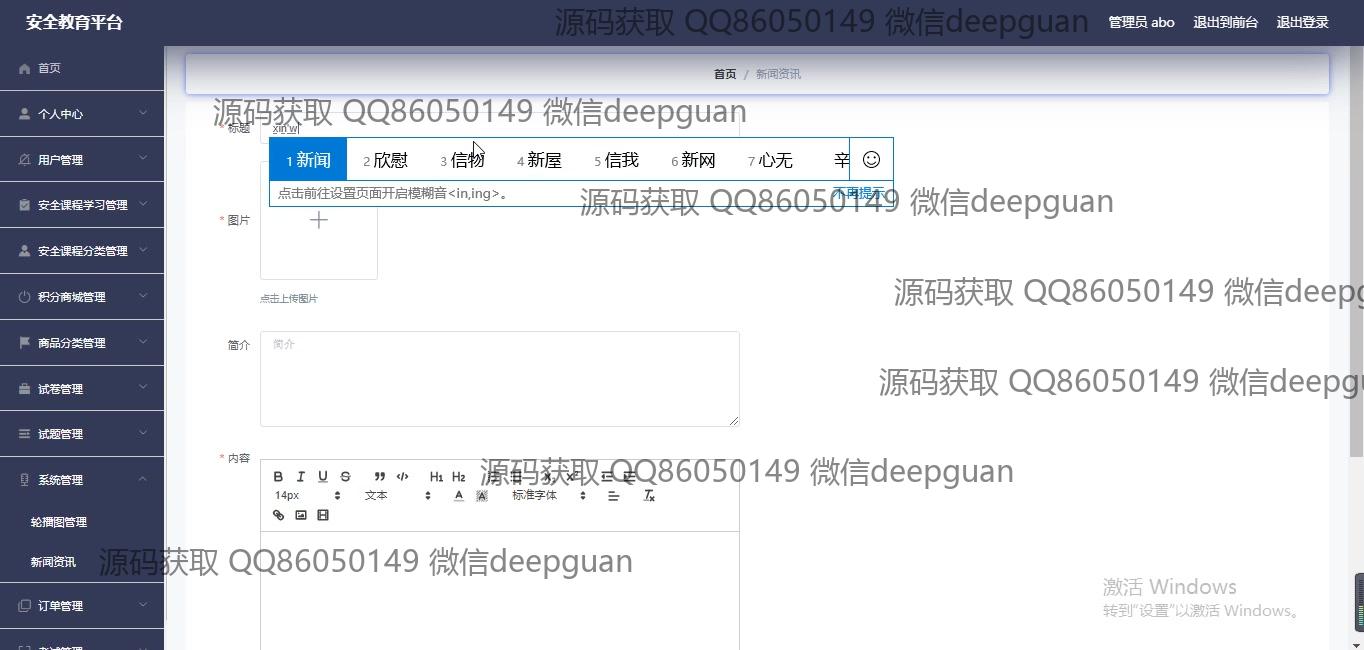 安全教育平台
源码获取 QQ86050149 微信deepguan
管理员 abo
退出到前台
退出登录
首页
个人中心
用户管理
安全课程学习管理
安全课程分类管理
积分商城管理
商品分类管理
试卷管理
试题管理
系统管理
轮播图管理
新闻资讯
订单管理
首页 / 新闻资讯
源码获取 QQ86050149 微信deepguan
* 标题
xin'w
1 新闻 2 欣慰 3 信物 4 新屋 5 信我 6 新网 7 心无 辛
点击前往设置页面开启模糊音<in,ing>。 不再提示
源码获取 QQ86050149 微信deepguan
* 图片
点击上传图片
源码获取 QQ86050149 微信deepg
简介
简介
源码获取 QQ86050149 微信deepgu
* 内容
B I U S ” </> H1 H2
源码获取 QQ86050149 微信deepguan
14px 文本 A A 标准字体
源码获取 QQ86050149 微信deepguan
激活 Windows
转到"设置"以激活 Windows。